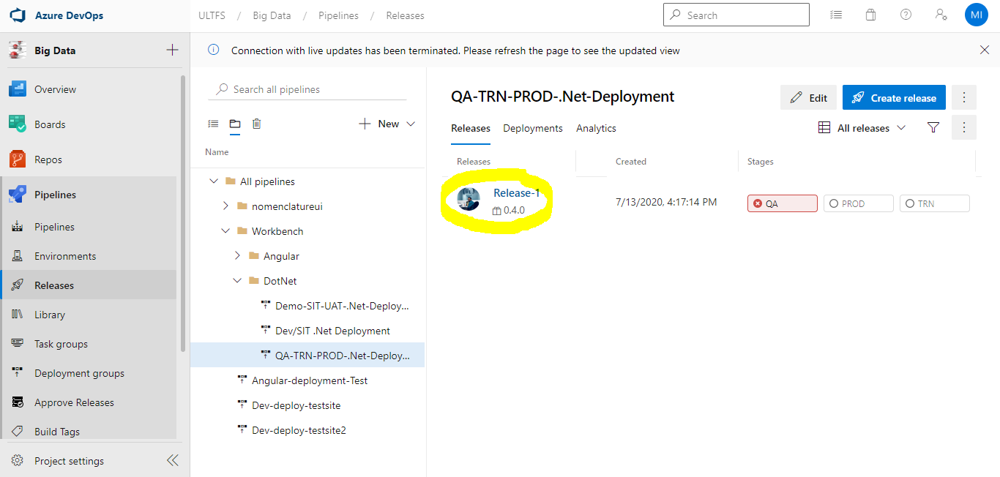 Azure DevOps
ULTFS / Big Data / Pipelines / Releases
Search
MI
Big Data
Connection with live updates has been terminated. Please refresh the page to see the updated view
Overview
Boards
Repos
Pipelines
Pipelines
Environments
Releases
Library
Task groups
Deployment groups
Approve Releases
Build Tags
Project settings
Search all pipelines
New
Name
All pipelines
nomenclatureui
Workbench
Angular
DotNet
Demo-SIT-UAT-.Net-Deploy...
Dev/SIT .Net Deployment
QA-TRN-PROD-.Net-Deploy...
Angular-deployment-Test
Dev-deploy-testsite
Dev-deploy-testsite2
QA-TRN-PROD-.Net-Deployment
Edit
Create release
Releases Deployments Analytics
All releases
Releases Created Stages
Release-1
0.4.0
7/13/2020, 4:17:14 PM
QA PROD TRN